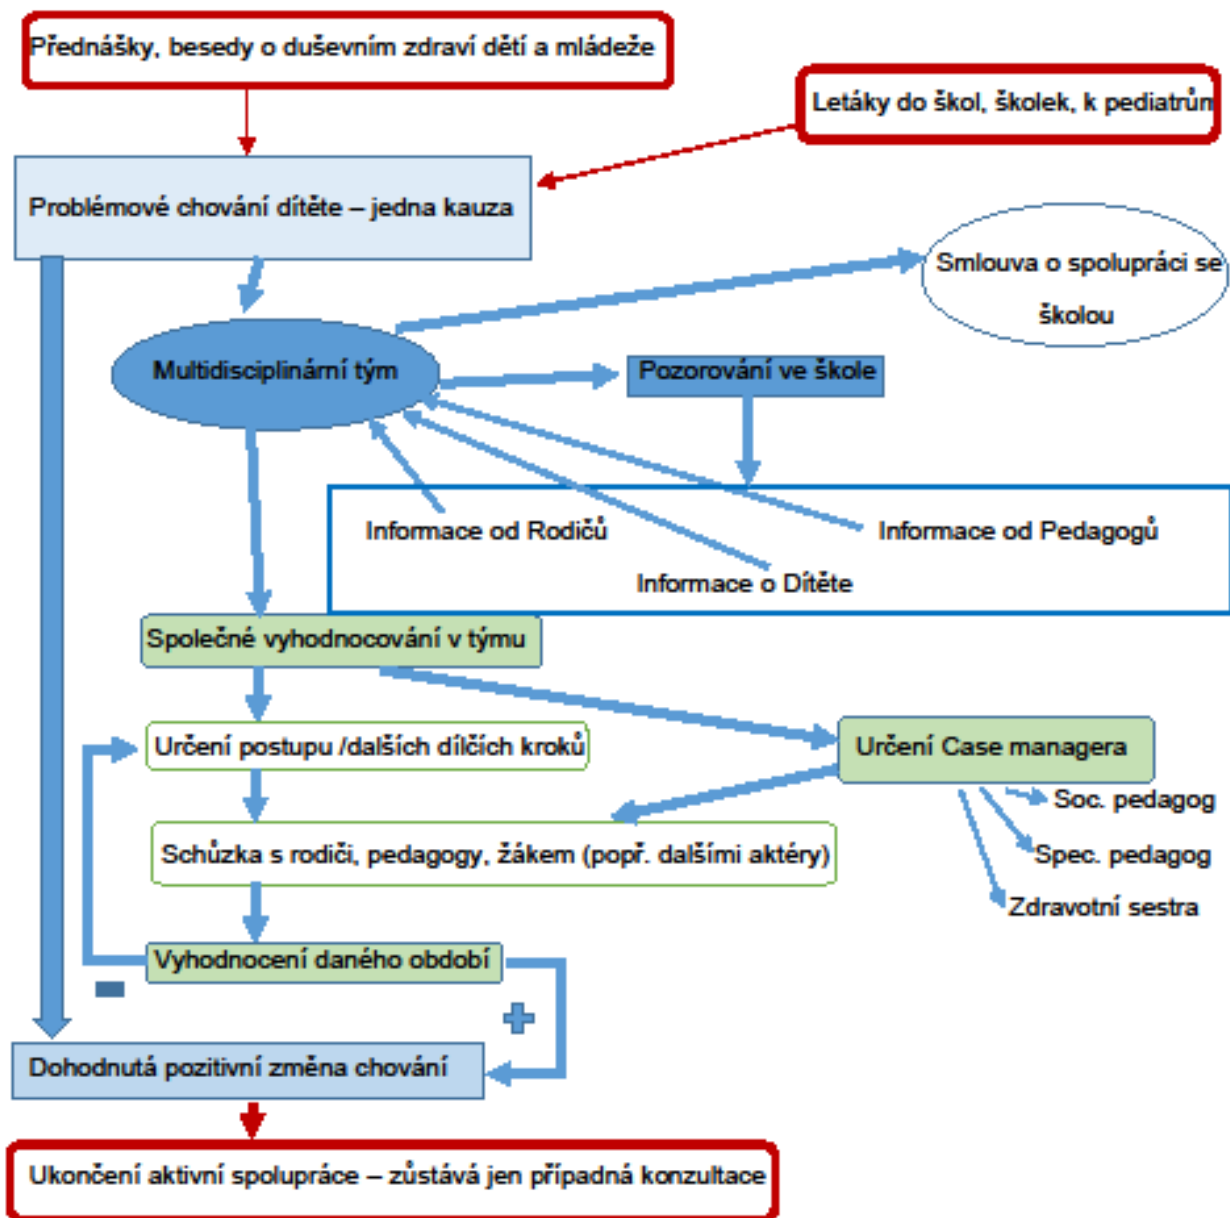 Přednášky, besedy o duševním zdraví dětí a mládeže
Letáky do škol, školek, k pediatrům
Problémové chování dítěte – jedna kauza
Smlouva o spolupráci se
školou
Multidisciplinární tým
Pozorování ve škole
Informace od Rodičů
Informace od Pedagogů
Informace o Dítěte
Společné vyhodnocování v týmu
Určení postupu /dalších dílčích kroků
Určení Case managera
Soc. pedagog
Schůzka s rodiči, pedagogy, žákem (popř. dalšími aktéry)
Spec. pedagog
Zdravotní sestra
Vyhodnocení daného období
Dohodnutá pozitivní změna chování
Ukončení aktivní spolupráce – zůstává jen případná konzultace